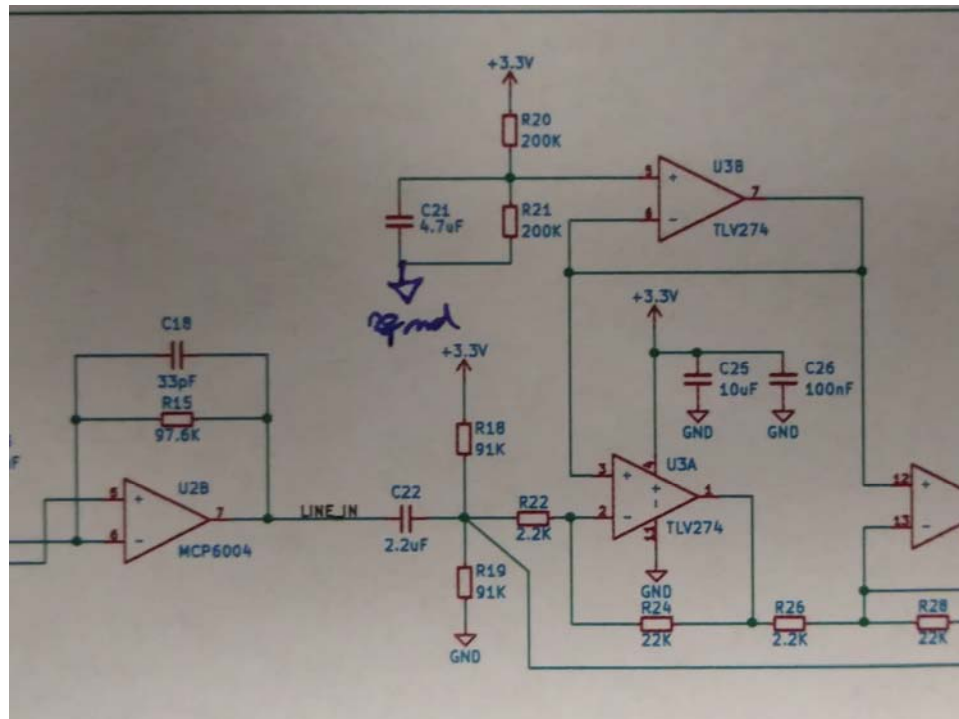 +3.3V
R20
200K
5
+
U3B
7
C21
4.7uF
R21
200K
6
−
TLV274
+3.3V
C18
33pF
+3.3V
C25
10uF
C26
100nF
R15
97.6K
R18
91K
GND
GND
5
+
U2B
7
3
+
4
U3A
1
12
+
LINE_IN
C22
R22
2
−
TLV274
13
−
6
−
MCP6004
2.2uF
2.2K
R19
91K
GND
R24
22K
R26
2.2K
R28
22K
GND